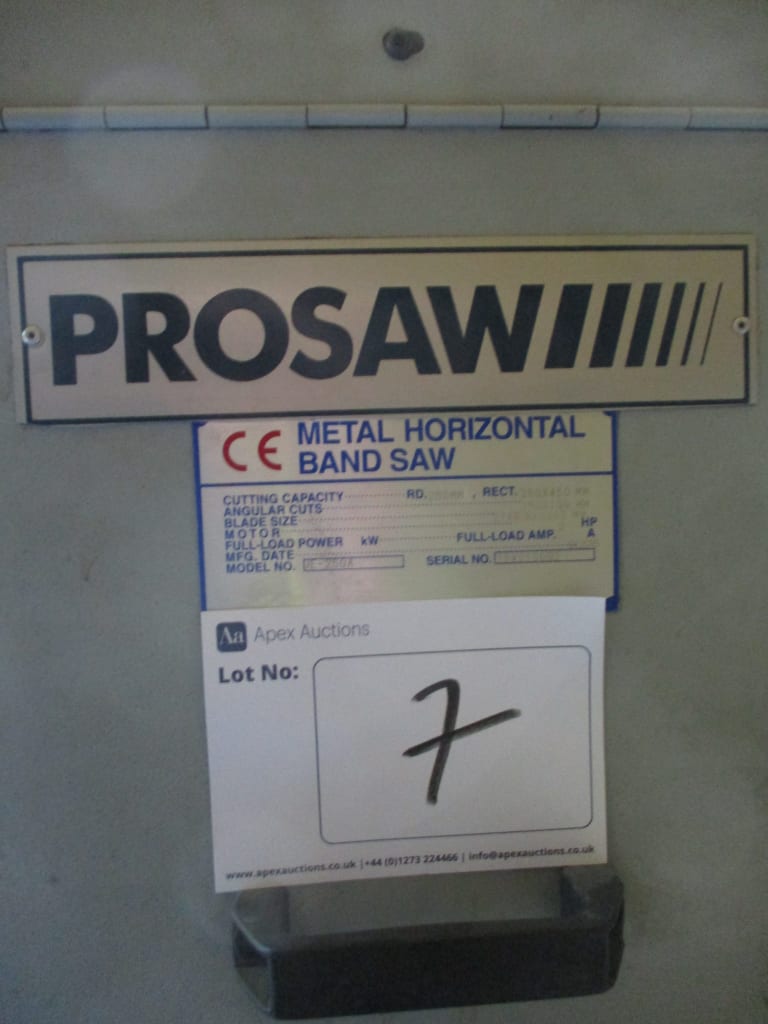 PROSAW
CE METAL HORIZONTAL
BAND SAW
CUTTING CAPACITY RD. , RECT.
ANGULAR CUTS
BLADE SIZE
MOTOR HP
FULL-LOAD POWER kW FULL-LOAD AMP. A
MFG. DATE
MODEL NO. SERIAL NO.
Aa Apex Auctions
Lot No:
7
www.apexauctions.co.uk | +44 (0)1273 224466 | info@apexauctions.co.uk